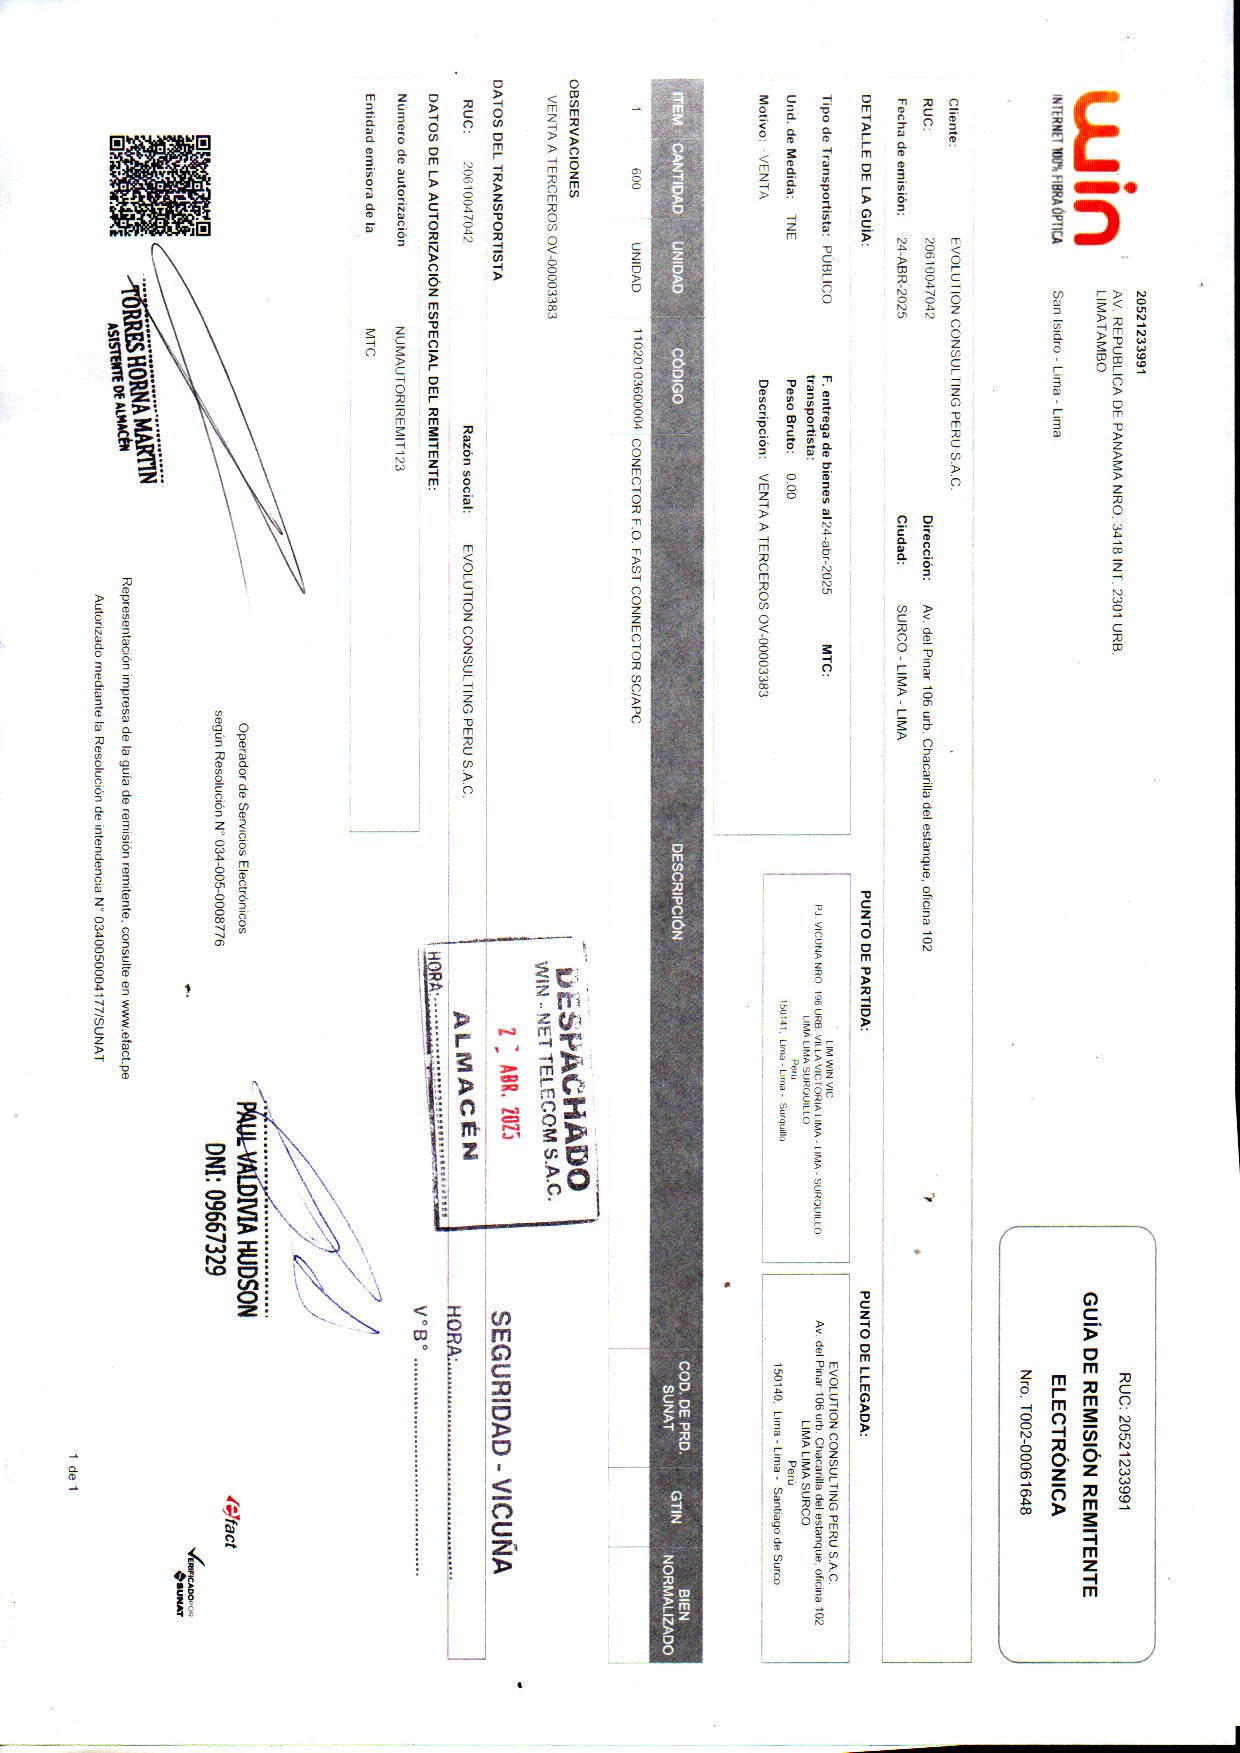 win
INTERNET 100% FIBRA ÓPTICA
20521233991
AV. REPUBLICA DE PANAMA NRO. 3418 INT. 2301 URB.
LIMATAMBO
San Isidro - Lima - Lima
RUC: 20521233991
GUÍA DE REMISIÓN REMITENTE
ELECTRÓNICA
Nro. T002-00061648
Cliente: EVOLUTION CONSULTING PERU S.A.C.
RUC: 20610047042 Dirección: Av. del Pinar 106 urb. Chacarilla del estanque, oficina 102
Fecha de emisión: 24-ABR-2025 Ciudad: SURCO - LIMA - LIMA
DETALLE DE LA GUÍA:
Tipo de Transportista: PÚBLICO F. entrega de bienes al 24-abr-2025 MTC:
transportista:
Und. de Medida: TNE Peso Bruto: 0.00
Motivo: VENTA Descripción: VENTA A TERCEROS OV-00003383
PUNTO DE PARTIDA:
LIM WIN VIC
PJ. VICUÑA NRO. 196 URB. VILLA VICTORIA LIMA - LIMA - SURQUILLO
LIMA LIMA SURQUILLO
Perú
150141, Lima - Lima - Surquillo
PUNTO DE LLEGADA:
EVOLUTION CONSULTING PERU S.A.C.
Av. del Pinar 106 urb. Chacarilla del estanque, oficina 102
LIMA LIMA SURCO
Perú
150140, Lima - Lima - Santiago de Surco
ITEM CANTIDAD UNIDAD CÓDIGO DESCRIPCIÓN COD. DE PRD. SUNAT GTIN BIEN NORMALIZADO
1 600 UNIDAD 11020103600004 CONECTOR F.O. FAST CONNECTOR SC/APC
OBSERVACIONES
VENTA A TERCEROS OV-00003383
DATOS DEL TRANSPORTISTA
RUC: 20610047042 Razón social: EVOLUTION CONSULTING PERU S.A.C.
DATOS DE LA AUTORIZACIÓN ESPECIAL DEL REMITENTE:
Número de autorización NUMAUTORIREMIT123
Entidad emisora de la MTC
DESPACHADO
WIN - NET TELECOM S.A.C.
ABR. 2025
ALMACÉN
HORA:
SEGURIDAD - VICUÑA
HORA:
V°B°
TORRES HORNA MARTIN
ASISTENTE DE ALMACÉN
Operador de Servicios Electrónicos
según Resolución N° 034-005-0008776
PAUL VALDIVIA HUDSON
DNI: 09667329
Representación impresa de la guía de remisión remitente, consulte en www.efact.pe
Autorizado mediante la Resolución de intendencia N° 0340050004177/SUNAT
efact
VERIFICADO POR
SUNAT
1 de 1